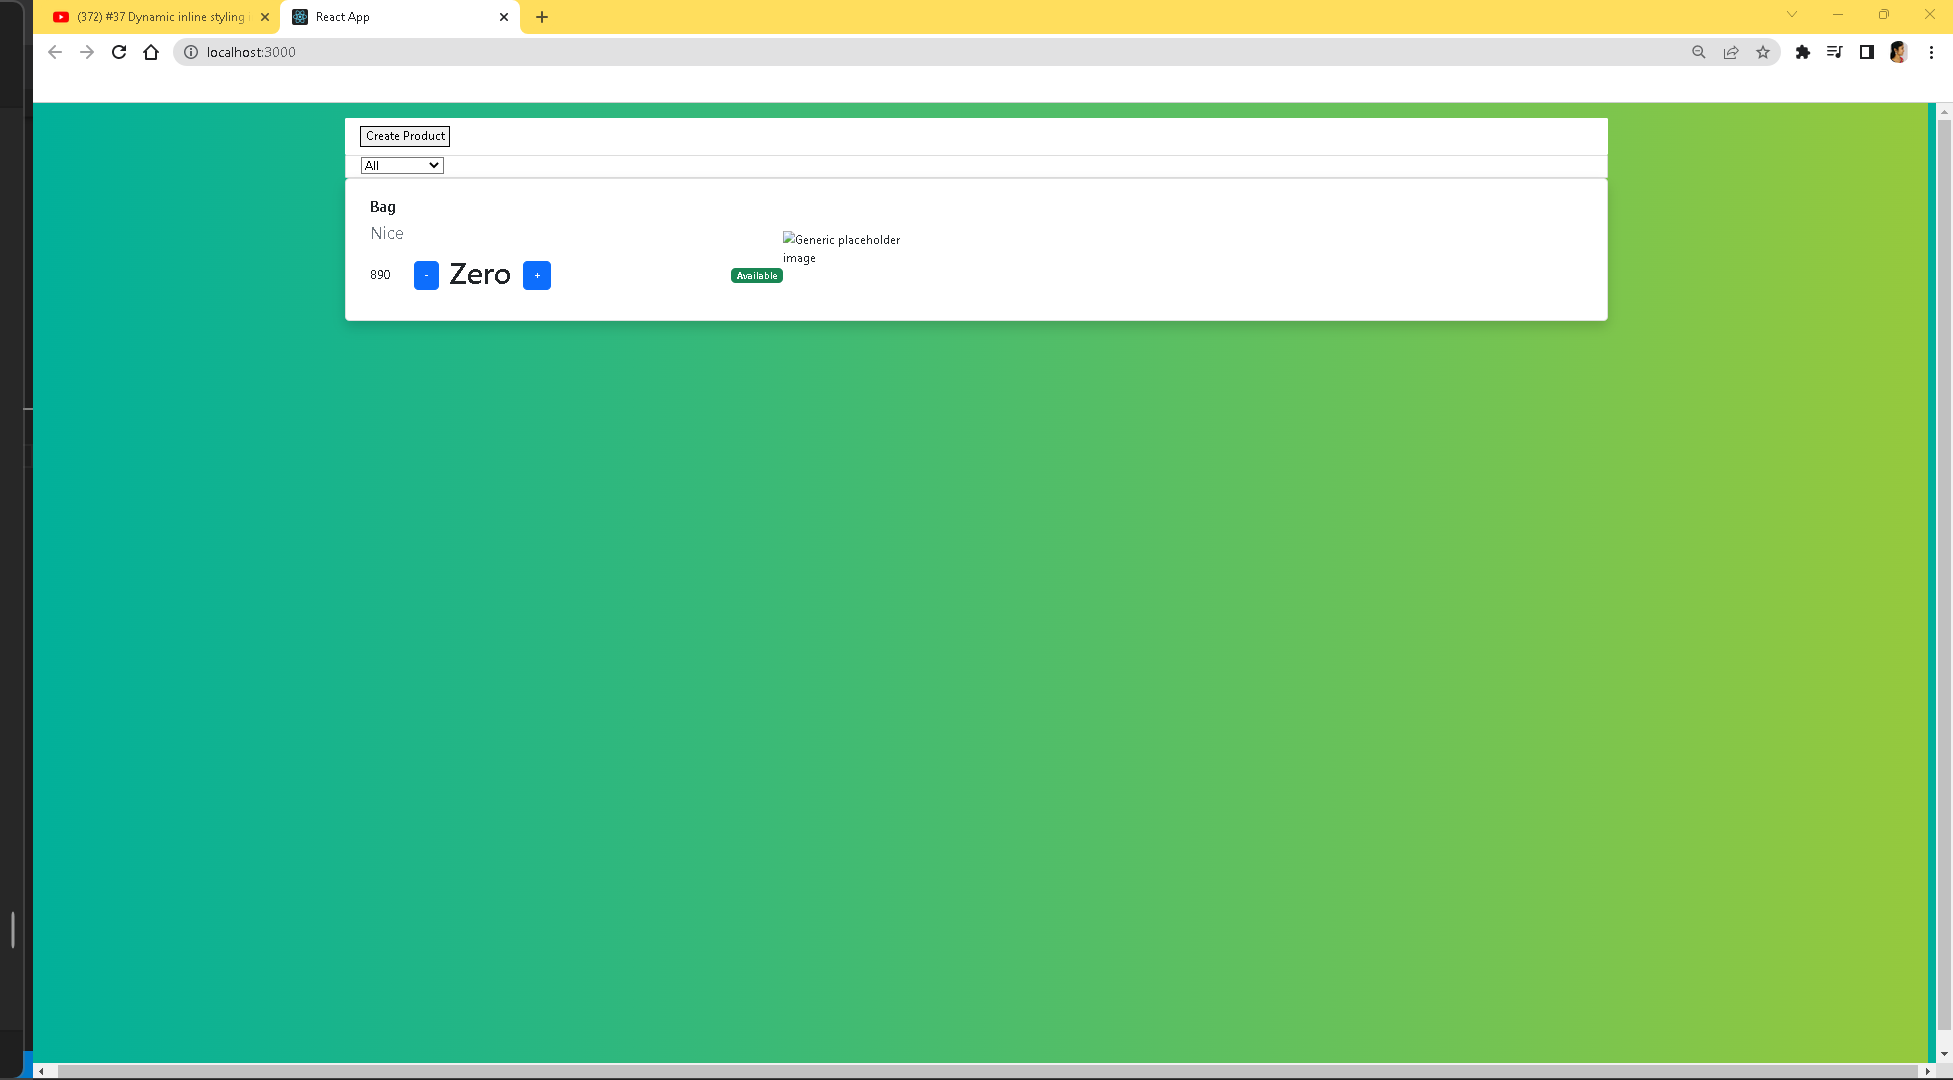 (372) #37 Dynamic inline styling
React App
localhost:3000
Create Product
All
Bag
Nice
Generic placeholder
image
890 - Zero + Available